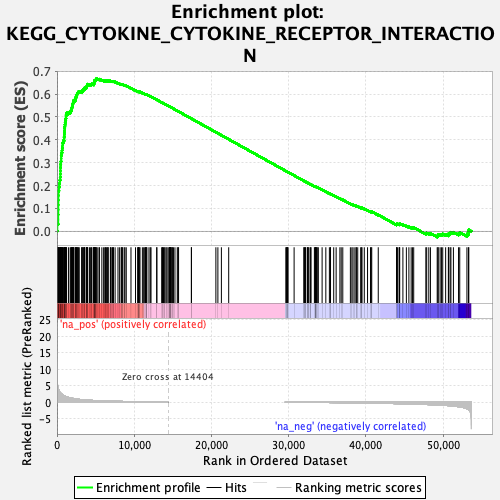 Enrichment plot:
KEGG_CYTOKINE_CYTOKINE_RECEPTOR_INTERACTIO
N
Enrichment score (ES)
0.7
0.6
0.5
0.4
0.3
0.2
0.1
0.0
Ranked list metric (PreRanked)
25
20
15
10
5
0
-5
'na_pos' (positively correlated)
Zero cross at 14404
'na_neg' (negatively correlated)
0
10,000
20,000
30,000
40,000
50,000
Rank in Ordered Dataset
Enrichment profile
Hits
Ranking metric scores